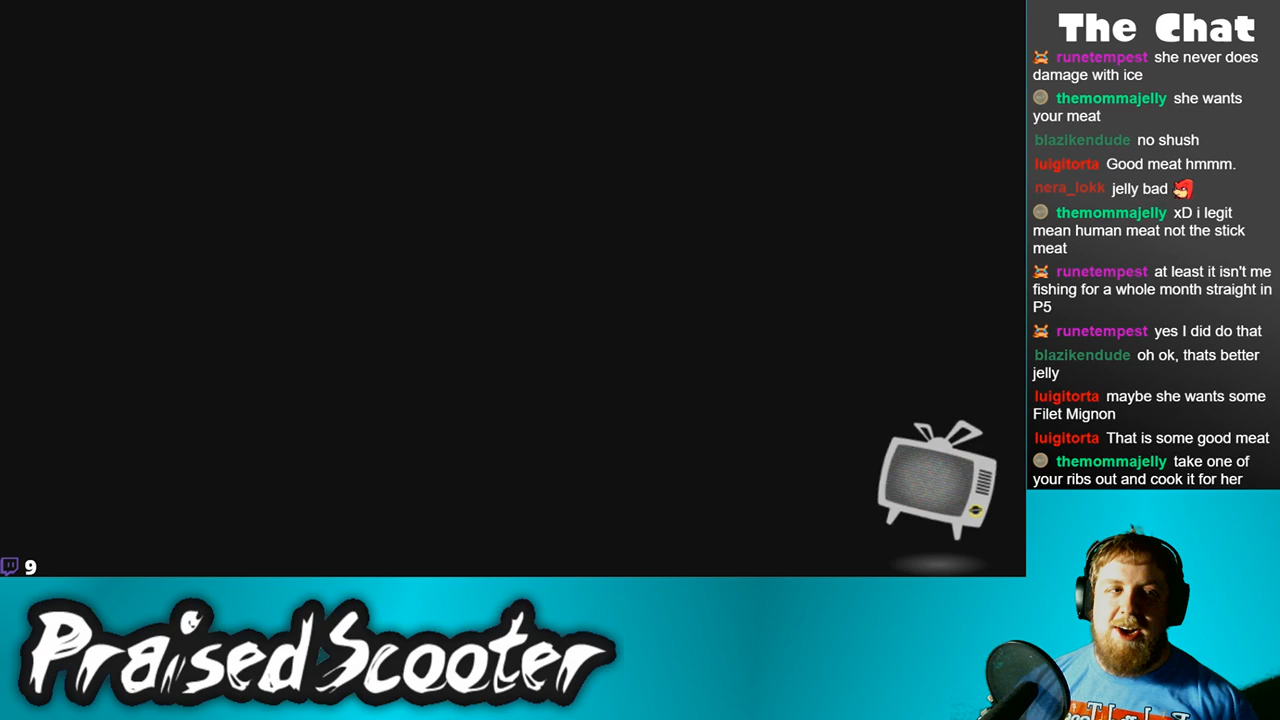 The Chat
runetempest she never does
damage with ice
themommajelly she wants
your meat
blazikendude no shush
luigitorta Good meat hmmm.
nera_lokk jelly bad
themommajelly xD i legit
mean human meat not the stick
meat
runetempest at least it isn't me
fishing for a whole month straight in
P5
runetempest yes I did do that
blazikendude oh ok, thats better
jelly
luigitorta maybe she wants some
Filet Mignon
luigitorta That is some good meat
themommajelly take one of
your ribs out and cook it for her
9
PraisedScooter